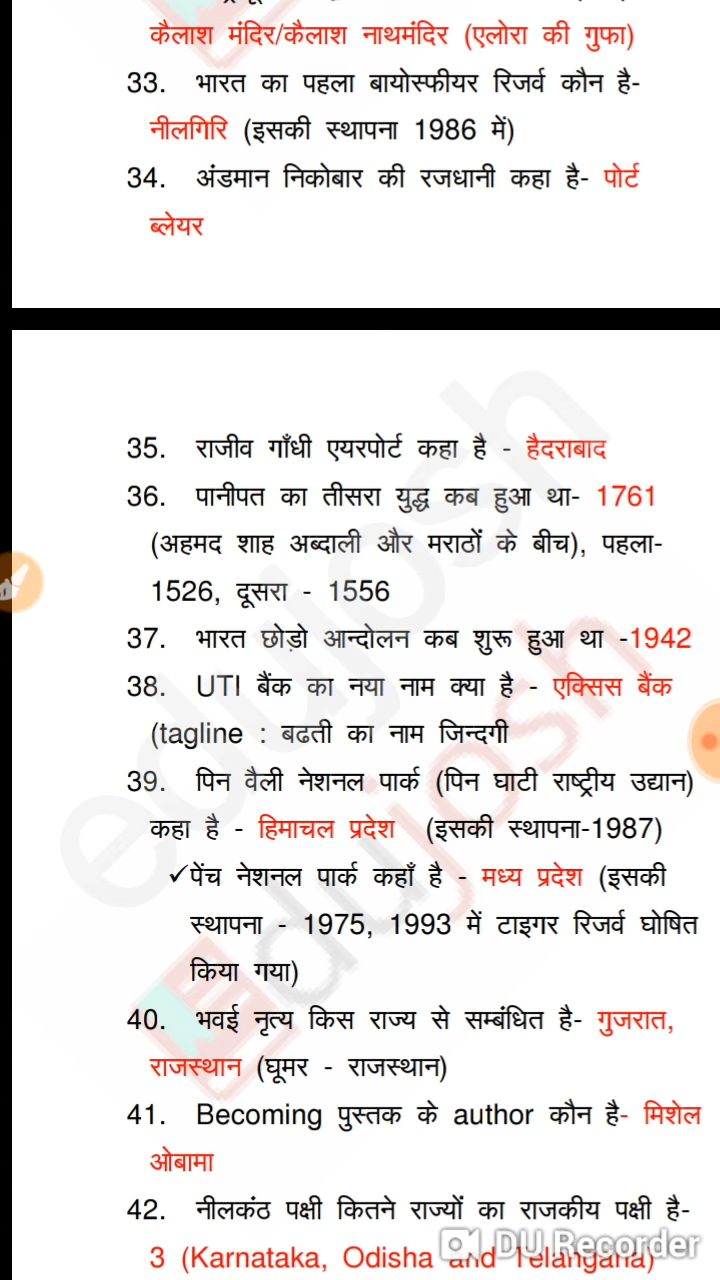 कैलाश मंदिर/कैलाश नाथमंदिर (एलोरा की गुफा)
33. भारत का पहला बायोस्फीयर रिजर्व कौन है-
नीलगिरि (इसकी स्थापना 1986 में)
34. अंडमान निकोबार की रजधानी कहा है- पोर्ट
ब्लेयर
35. राजीव गाँधी एयरपोर्ट कहा है - हैदराबाद
36. पानीपत का तीसरा युद्ध कब हुआ था- 1761
(अहमद शाह अब्दाली और मराठों के बीच), पहला-
1526, दूसरा - 1556
37. भारत छोड़ो आन्दोलन कब शुरू हुआ था -1942
38. UTI बैंक का नया नाम क्या है - एक्सिस बैंक
(tagline : बढती का नाम जिन्दगी
39. पिन वैली नेशनल पार्क (पिन घाटी राष्ट्रीय उद्यान)
कहा है - हिमाचल प्रदेश (इसकी स्थापना-1987)
✓पेंच नेशनल पार्क कहाँ है - मध्य प्रदेश (इसकी
स्थापना - 1975, 1993 में टाइगर रिजर्व घोषित
किया गया)
40. भवई नृत्य किस राज्य से सम्बंधित है- गुजरात,
राजस्थान (घूमर - राजस्थान)
41. Becoming पुस्तक के author कौन है- मिशेल
ओबामा
42. नीलकंठ पक्षी कितने राज्यों का राजकीय पक्षी है-
3 (Karnataka, Odisha and Telangana)
DU Recorder
edujosh
Edujosh